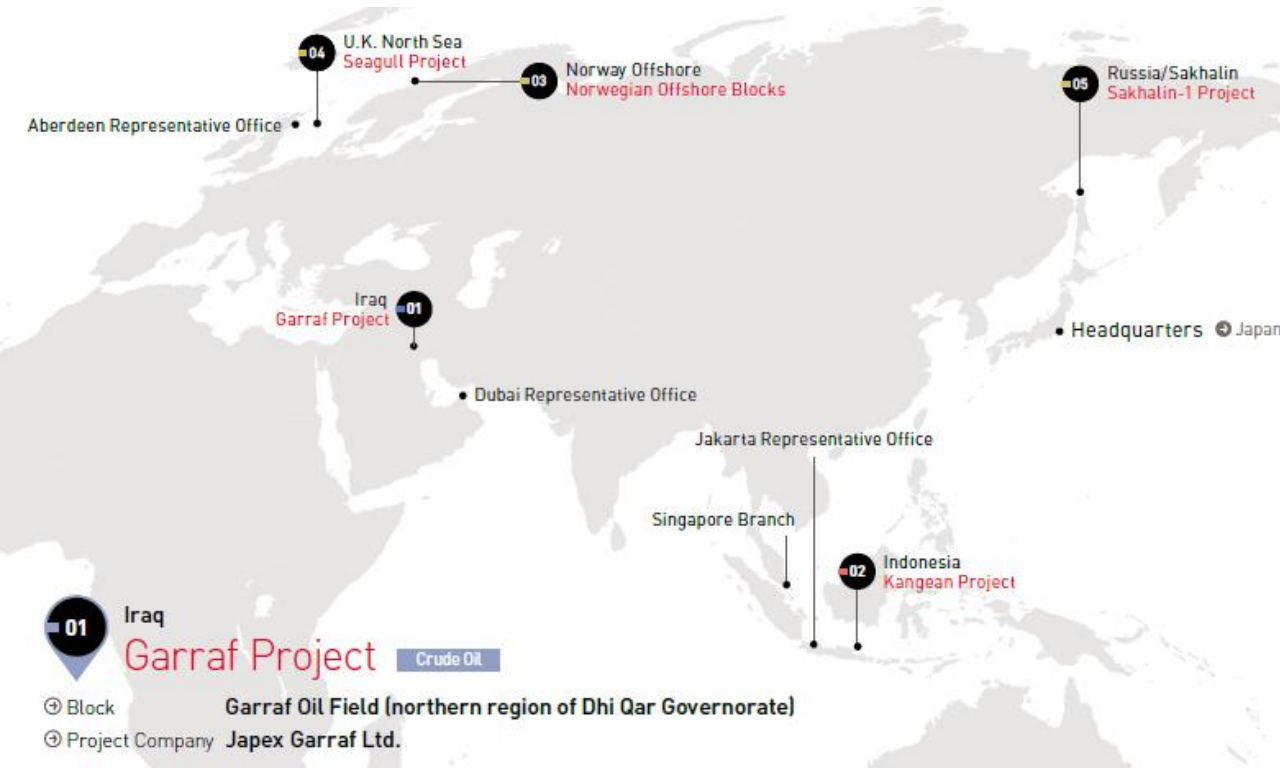 04
U.K. North Sea
Seagull Project
03
Norway Offshore
Norwegian Offshore Blocks
05
Russia/Sakhalin
Sakhalin-1 Project
Aberdeen Representative Office
Iraq
Garraf Project
01
Headquarters
Japan
Dubai Representative Office
Jakarta Representative Office
Singapore Branch
02
Indonesia
Kangean Project
01
Iraq
Garraf Project
Crude Oil
Block Garraf Oil Field (northern region of Dhi Qar Governorate)
Project Company Japex Garraf Ltd.